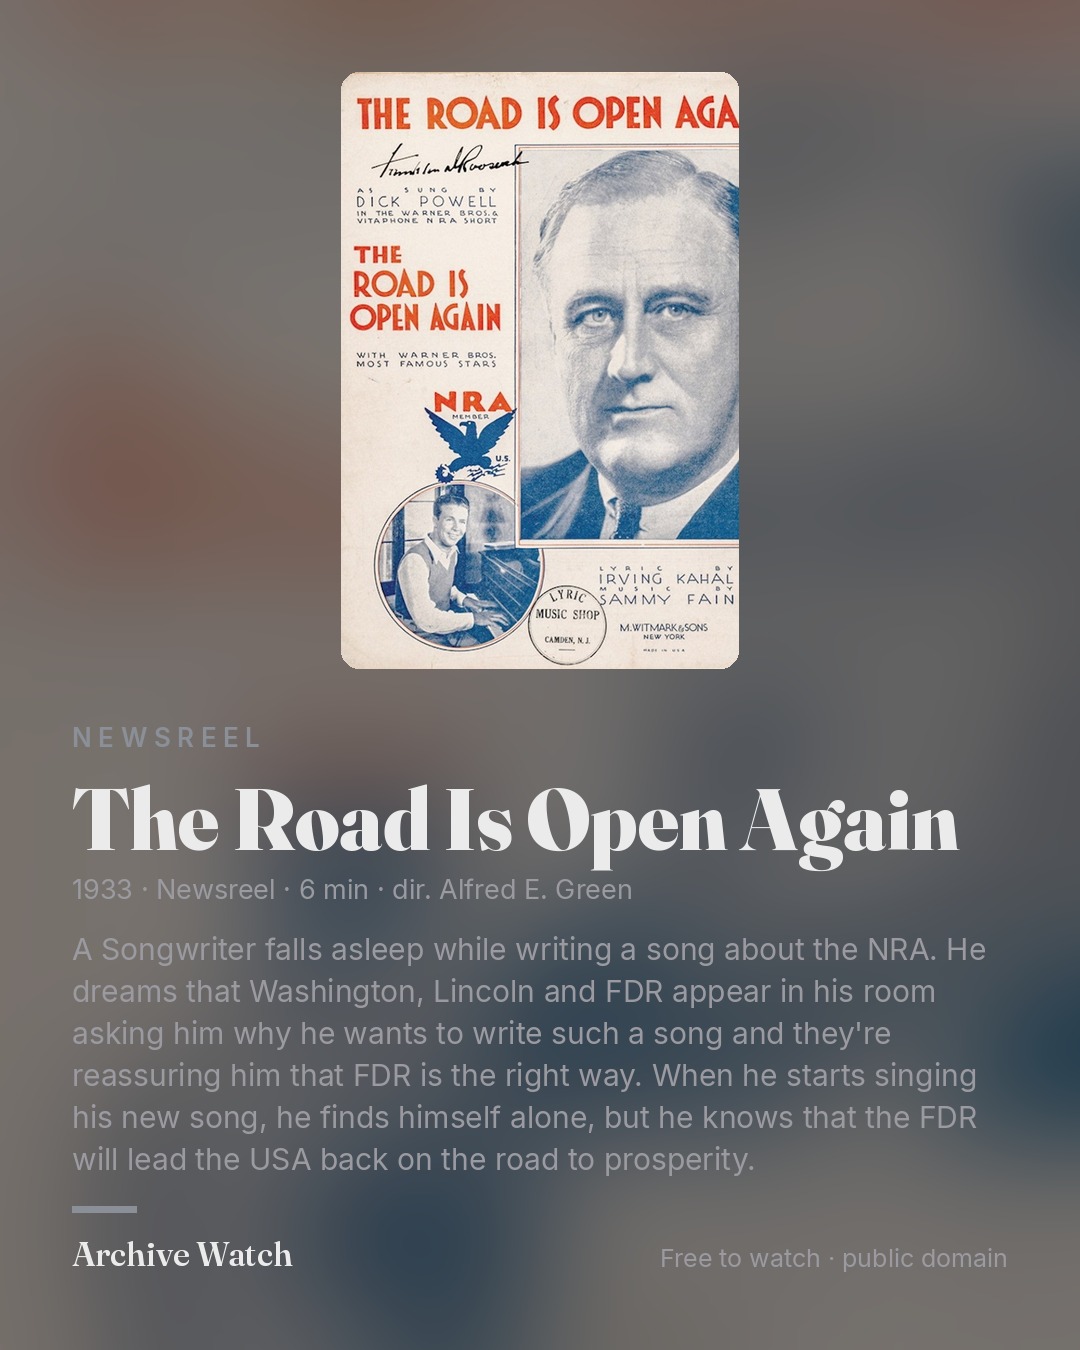 THE ROAD IS OPEN AGA
Franklin D Roosevelt
AS SUNG BY
DICK POWELL
IN THE WARNER BROS. &
VITAPHONE N R A SHORT
THE
ROAD IS
OPEN AGAIN
WITH WARNER BROS.
MOST FAMOUS STARS
NRA
MEMBER
U.S.
LYRIC BY
IRVING KAHAL
MUSIC BY
SAMMY FAIN
LYRIC
MUSIC SHOP
CAMDEN, N. J.
M. WITMARK & SONS
NEW YORK
MADE IN U.S.A.
NEWSREEL
The Road Is Open Again
1933 · Newsreel · 6 min · dir. Alfred E. Green
A Songwriter falls asleep while writing a song about the NRA. He
dreams that Washington, Lincoln and FDR appear in his room
asking him why he wants to write such a song and they're
reassuring him that FDR is the right way. When he starts singing
his new song, he finds himself alone, but he knows that the FDR
will lead the USA back on the road to prosperity.
Archive Watch
Free to watch · public domain